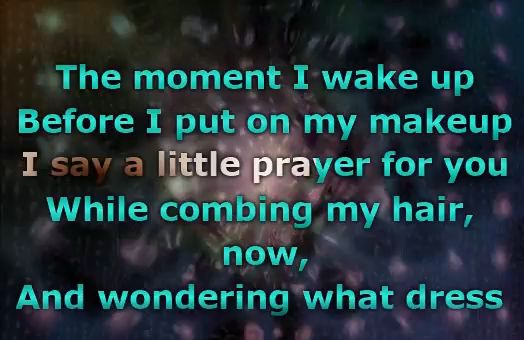 The moment I wake up
Before I put on my makeup
I say a little prayer for you
While combing my hair,
now,
And wondering what dress